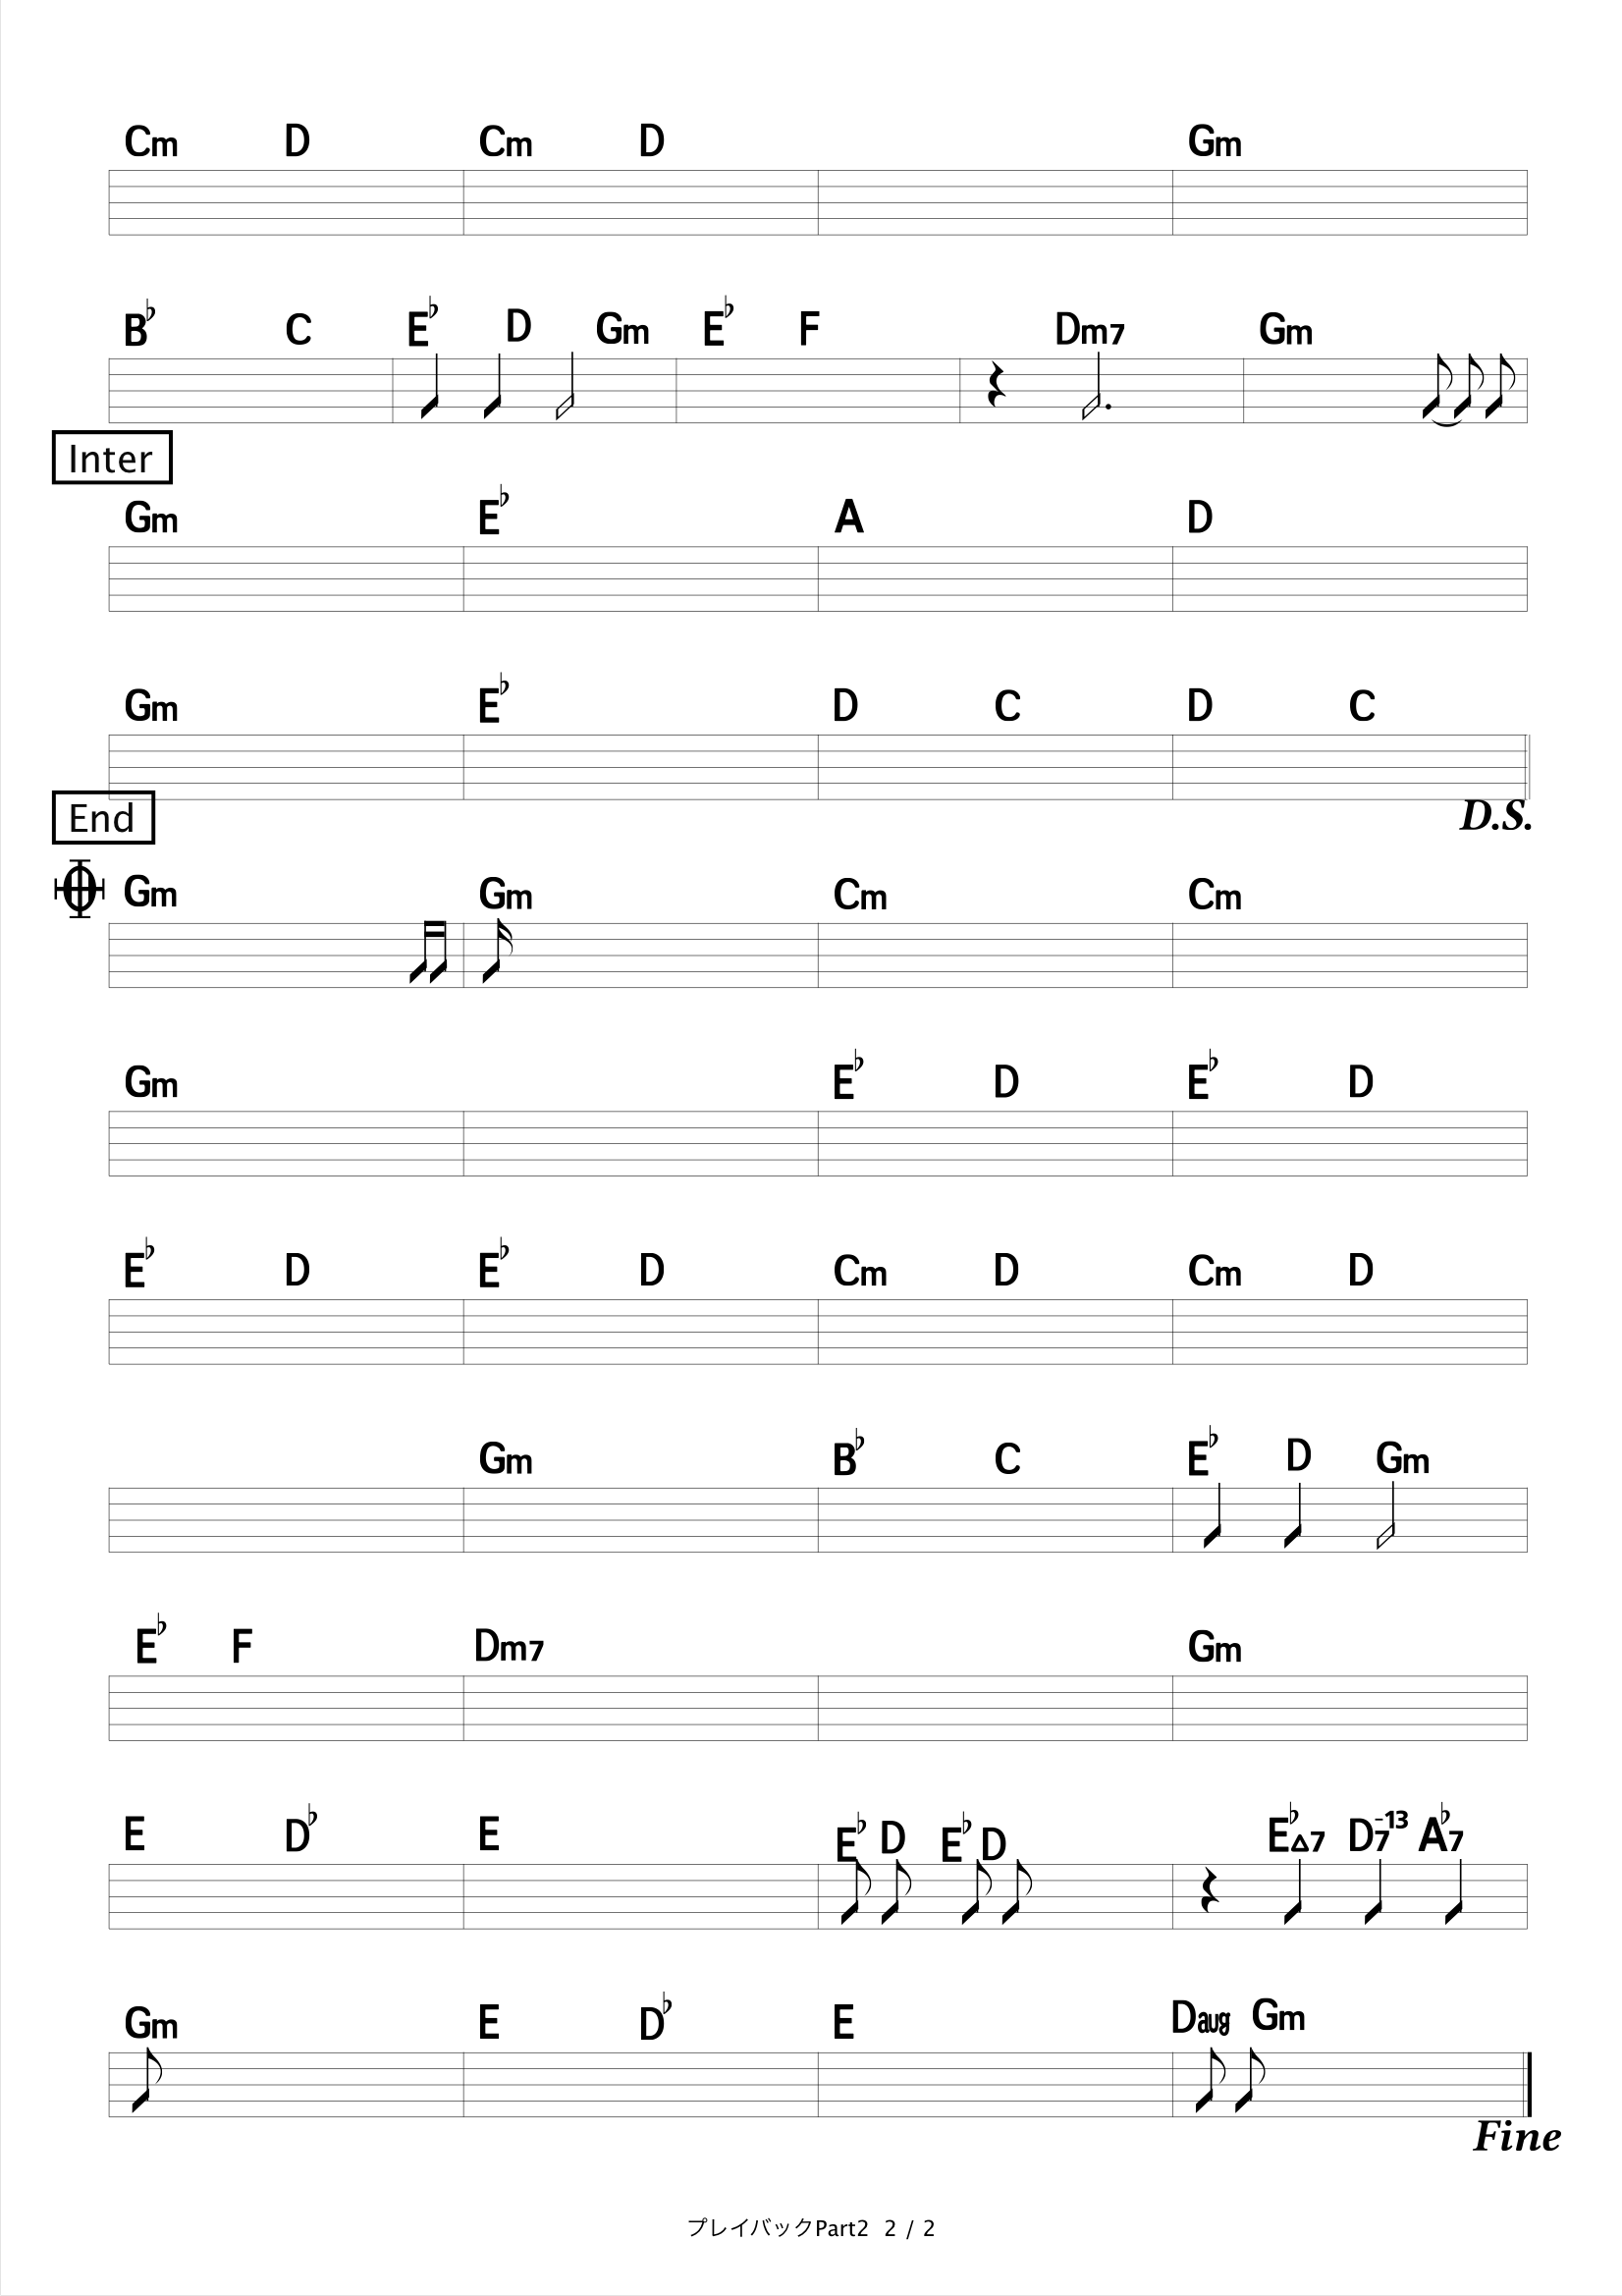 Cm D Cm D Gm
B♭ C E♭ D Gm E♭ F Dm7 Gm
Inter
Gm E♭ A D
Gm E♭ D C D C
D.S.
End
Gm Gm Cm Cm
Gm E♭ D E♭ D
E♭ D E♭ D Cm D Cm D
Gm B♭ C E♭ D Gm
E♭ F Dm7 Gm
E D♭ E E♭ D E♭ D E♭△7 D7-13 A♭7
Gm E D♭ E Daug Gm
Fine
プレイバックPart2 2 / 2